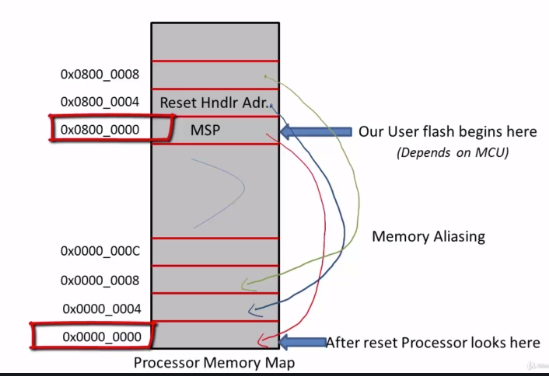 0x0800_0008
0x0800_0004
Reset Hndlr Adr..
0x0800_0000
MSP
Our User flash begins here
(Depends on MCU)
Memory Aliasing
0x0000_000C
0x0000_0008
0x0000_0004
0x0000_0000
After reset Processor looks here
Processor Memory Map